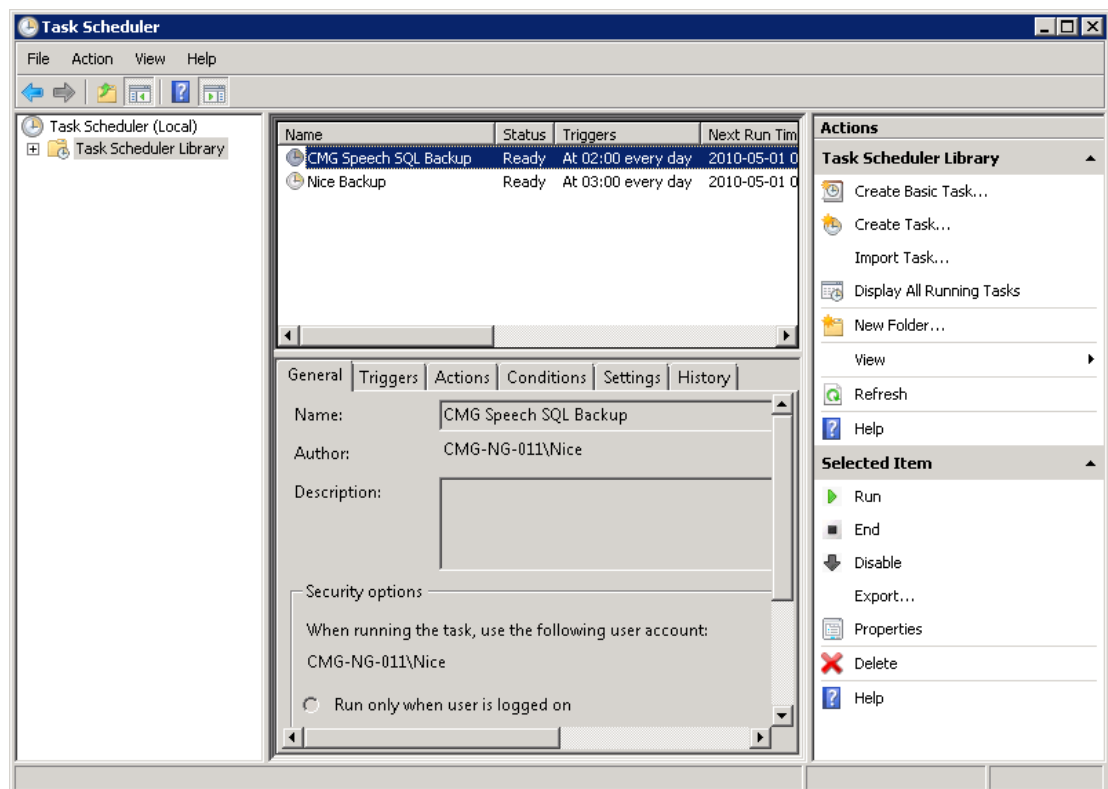 Task Scheduler
File Action View Help
Task Scheduler (Local)
Task Scheduler Library
Name Status Triggers Next Run Tim
CMG Speech SQL Backup Ready At 02:00 every day 2010-05-01 0
Nice Backup Ready At 03:00 every day 2010-05-01 0
General Triggers Actions Conditions Settings History
Name: CMG Speech SQL Backup
Author: CMG-NG-011\Nice
Description:
Security options
When running the task, use the following user account:
CMG-NG-011\Nice
Run only when user is logged on
Actions
Task Scheduler Library
Create Basic Task...
Create Task...
Import Task...
Display All Running Tasks
New Folder...
View
Refresh
Help
Selected Item
Run
End
Disable
Export...
Properties
Delete
Help